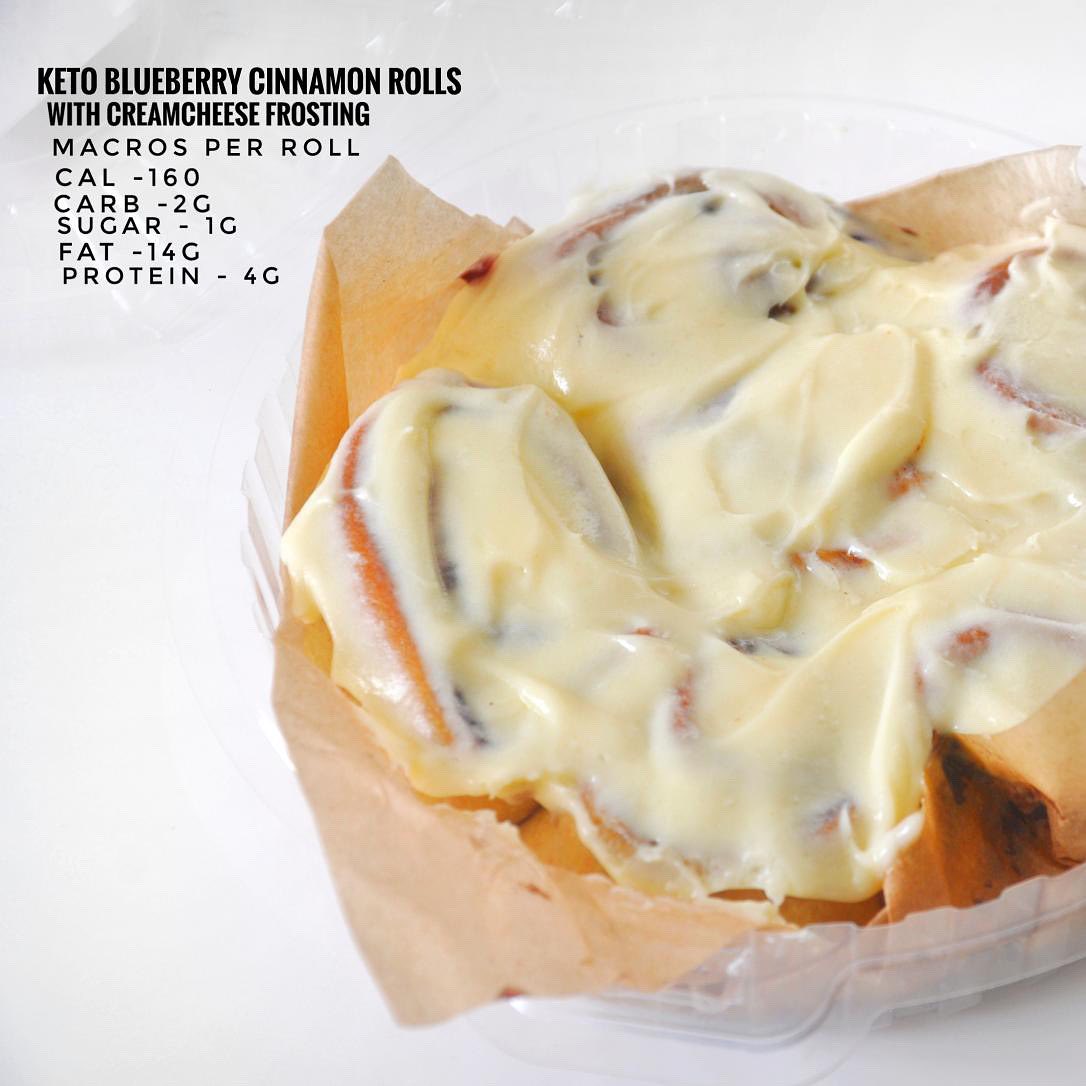 KETO BLUEBERRY CINNAMON ROLLS
WITH CREAMCHEESE FROSTING
MACROS PER ROLL
CAL -160
CARB -2G
SUGAR - 1G
FAT -14G
PROTEIN - 4G